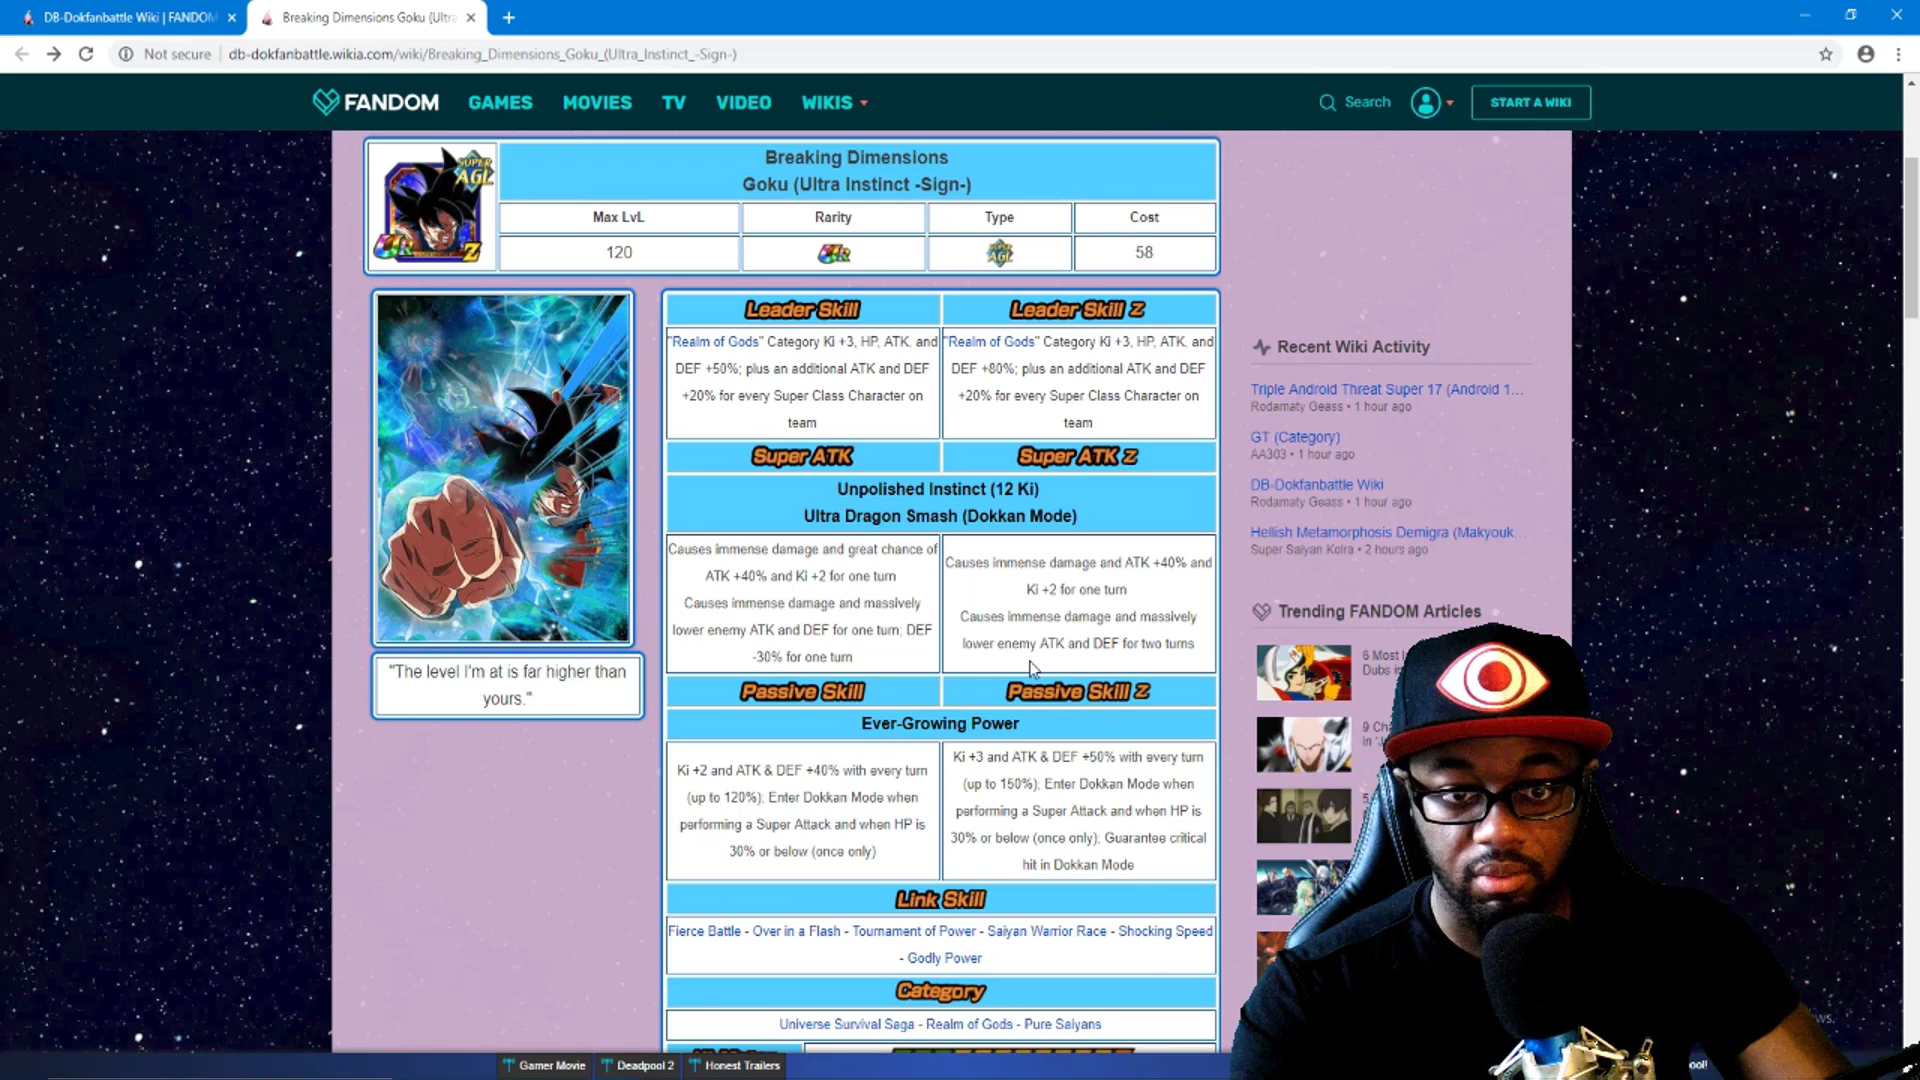 DB-Dokfanbattle Wiki | FANDOM
Breaking Dimensions Goku (Ultra
Not secure | db-dokfanbattle.wikia.com/wiki/Breaking_Dimensions_Goku_(Ultra_Instinct_-Sign-)
FANDOM GAMES MOVIES TV VIDEO WIKIS Search START A WIKI
SUPER AGL
UR Z
Breaking Dimensions
Goku (Ultra Instinct -Sign-)
Max LvL Rarity Type Cost
120 UR SUPER AGL 58
Leader Skill
Leader Skill Z
"Realm of Gods" Category Ki +3, HP, ATK, and
DEF +50%; plus an additional ATK and DEF
+20% for every Super Class Character on
team
"Realm of Gods" Category Ki +3, HP, ATK, and
DEF +80%; plus an additional ATK and DEF
+20% for every Super Class Character on
team
Super ATK
Super ATK Z
Unpolished Instinct (12 Ki)
Ultra Dragon Smash (Dokkan Mode)
Causes immense damage and great chance of
ATK +40% and Ki +2 for one turn
Causes immense damage and massively
lower enemy ATK and DEF for one turn; DEF
-30% for one turn
Causes immense damage and ATK +40% and
Ki +2 for one turn
Causes immense damage and massively
lower enemy ATK and DEF for two turns
"The level I'm at is far higher than
yours."
Passive Skill
Passive Skill Z
Ever-Growing Power
Ki +2 and ATK & DEF +40% with every turn
(up to 120%); Enter Dokkan Mode when
performing a Super Attack and when HP is
30% or below (once only)
Ki +3 and ATK & DEF +50% with every turn
(up to 150%); Enter Dokkan Mode when
performing a Super Attack and when HP is
30% or below (once only); Guarantee critical
hit in Dokkan Mode
Link Skill
Fierce Battle - Over in a Flash - Tournament of Power - Saiyan Warrior Race - Shocking Speed
- Godly Power
Category
Universe Survival Saga - Realm of Gods - Pure Saiyans
Recent Wiki Activity
Triple Android Threat Super 17 (Android 1...
Rodamaty Geass • 1 hour ago
GT (Category)
AA303 • 1 hour ago
DB-Dokfanbattle Wiki
Rodamaty Geass • 1 hour ago
Hellish Metamorphosis Demigra (Makyouk...
Super Saiyan Kolra • 2 hours ago
Trending FANDOM Articles
6 Most
Dubs
9
in
5
Gamer Movie Deadpool 2 Honest Trailers